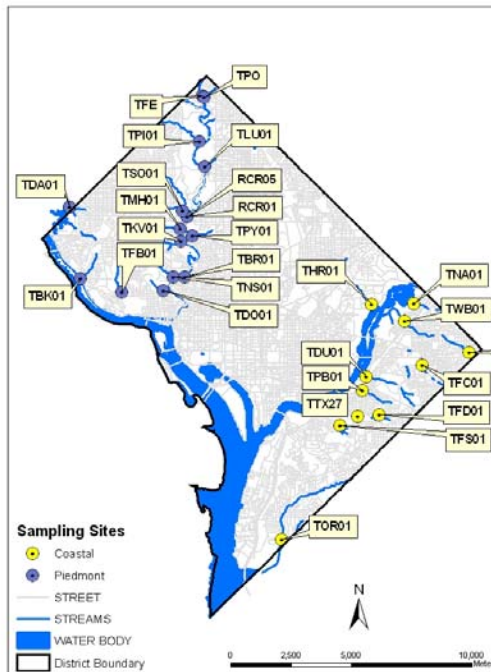 TPO
TFE
TPI01
TLU01
TSO01
RCR05
TMH01
RCR01
TDA01
TKV01
TPY01
TFB01
TBR01
THR01
TNA01
TBK01
TNS01
TWB01
TDO01
TDU01
TFC01
TPB01
TTX27
TFD01
TFS01
TOR01
Sampling Sites
Coastal
Piedmont
STREET
STREAMS
WATER BODY
District Boundary
N
0 2,500 5,000 10,000